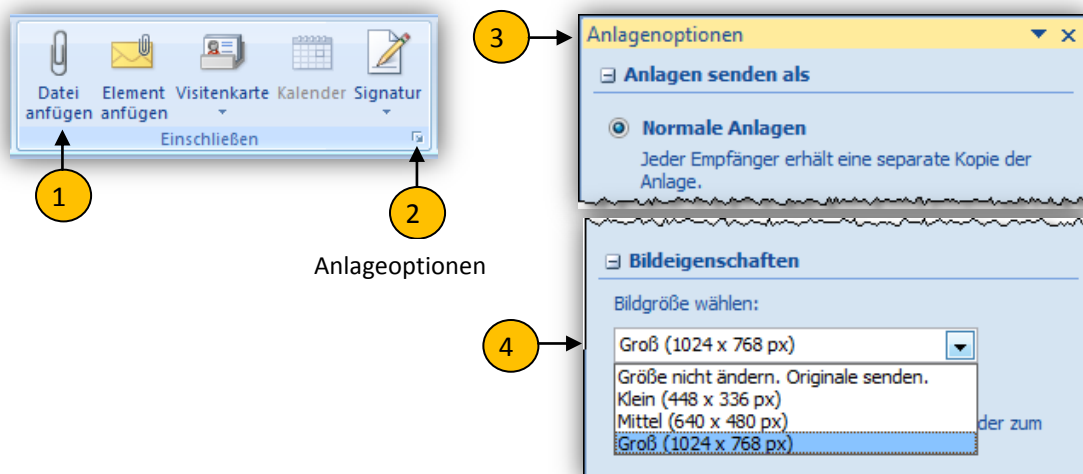 Datei anfügen
Element anfügen
Visitenkarte
Kalender
Signatur
Einschließen
1
2
Anlageoptionen
3
Anlagenoptionen
Anlagen senden als
Normale Anlagen
Jeder Empfänger erhält eine separate Kopie der
Anlage.
Bildeigenschaften
Bildgröße wählen:
4
Groß (1024 x 768 px)
Größe nicht ändern. Originale senden.
Klein (448 x 336 px)
Mittel (640 x 480 px)
der zum
Groß (1024 x 768 px)